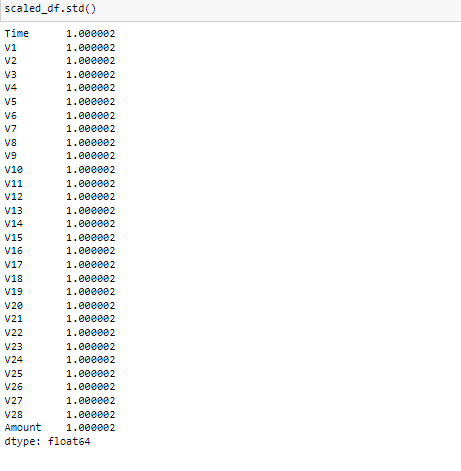 scaled_df.std()
Time      1.000002
V1        1.000002
V2        1.000002
V3        1.000002
V4        1.000002
V5        1.000002
V6        1.000002
V7        1.000002
V8        1.000002
V9        1.000002
V10       1.000002
V11       1.000002
V12       1.000002
V13       1.000002
V14       1.000002
V15       1.000002
V16       1.000002
V17       1.000002
V18       1.000002
V19       1.000002
V20       1.000002
V21       1.000002
V22       1.000002
V23       1.000002
V24       1.000002
V25       1.000002
V26       1.000002
V27       1.000002
V28       1.000002
Amount    1.000002
dtype: float64